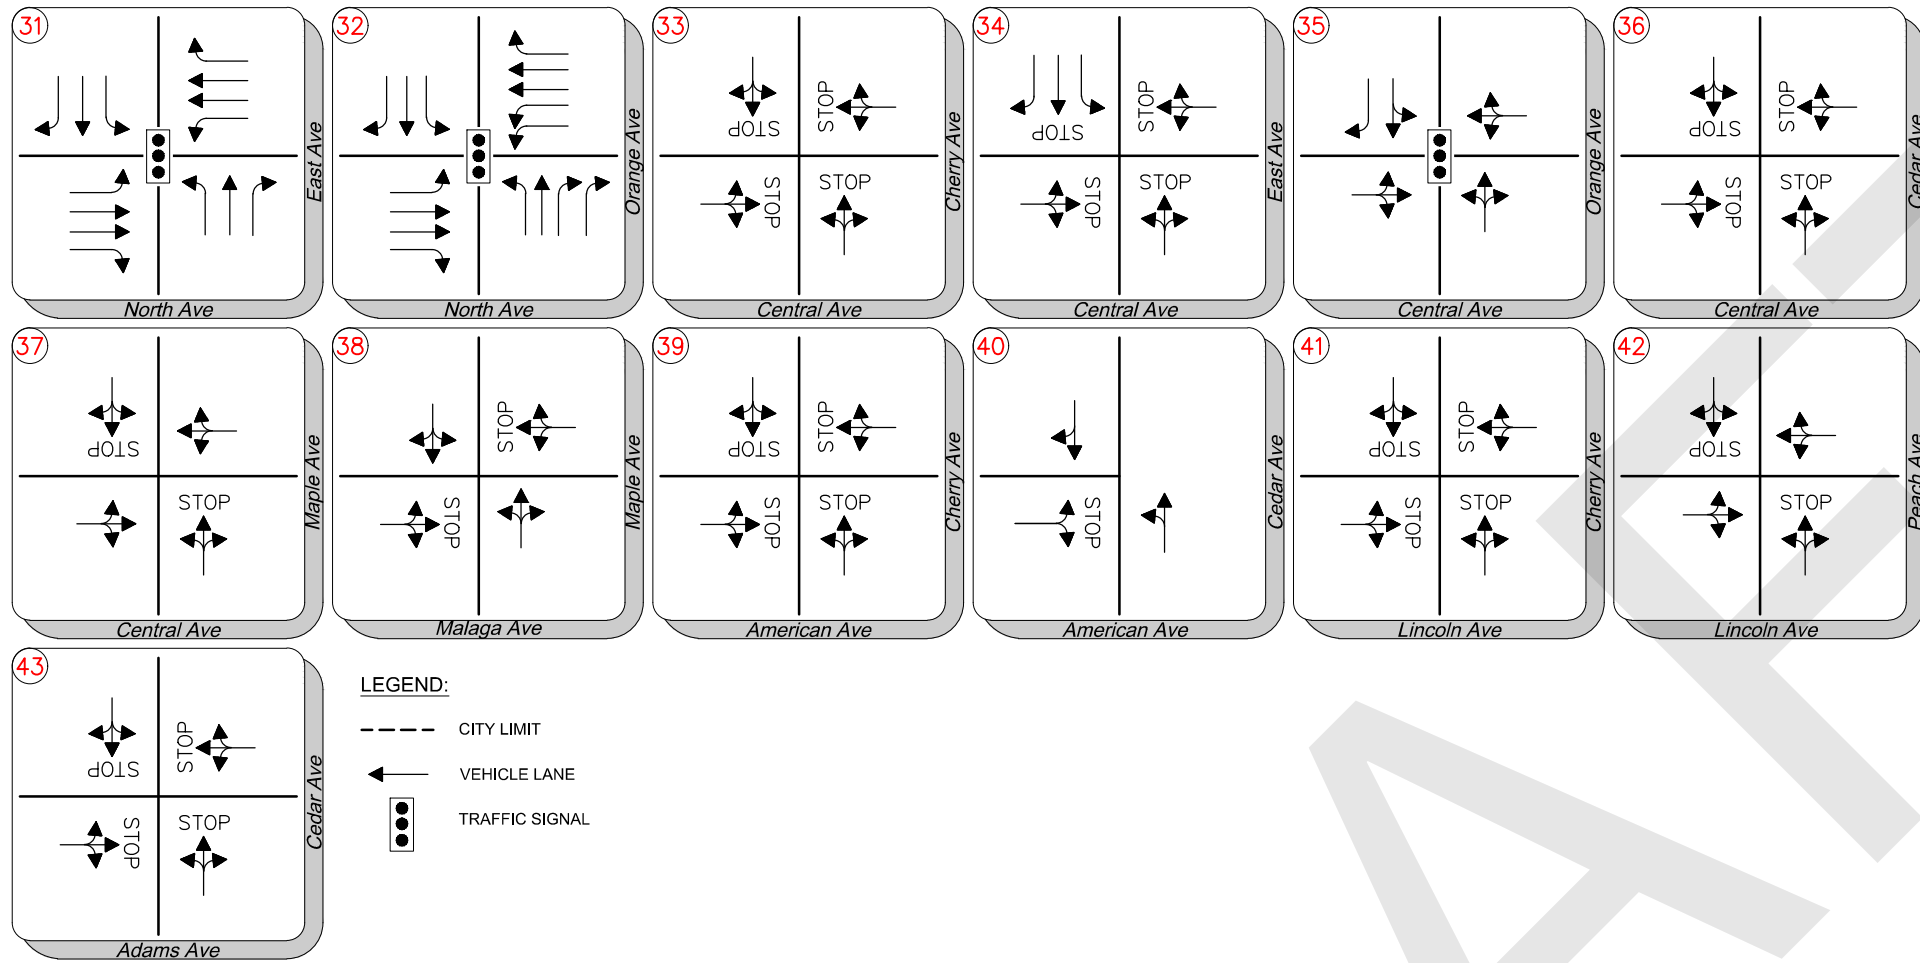 31
East Ave
North Ave
32
Orange Ave
North Ave
33
STOP
STOP
STOP
STOP
Cherry Ave
Central Ave
34
STOP
STOP
STOP
STOP
East Ave
Central Ave
35
Orange Ave
Central Ave
36
STOP
STOP
STOP
STOP
Cedar Ave
Central Ave
37
STOP
STOP
Maple Ave
Central Ave
38
STOP
STOP
Maple Ave
Malaga Ave
39
STOP
STOP
STOP
STOP
Cherry Ave
American Ave
40
STOP
Cedar Ave
American Ave
41
STOP
STOP
STOP
STOP
Cherry Ave
Lincoln Ave
42
STOP
STOP
Peach Ave
Lincoln Ave
43
STOP
STOP
STOP
STOP
Cedar Ave
Adams Ave
LEGEND:
CITY LIMIT
VEHICLE LANE
TRAFFIC SIGNAL